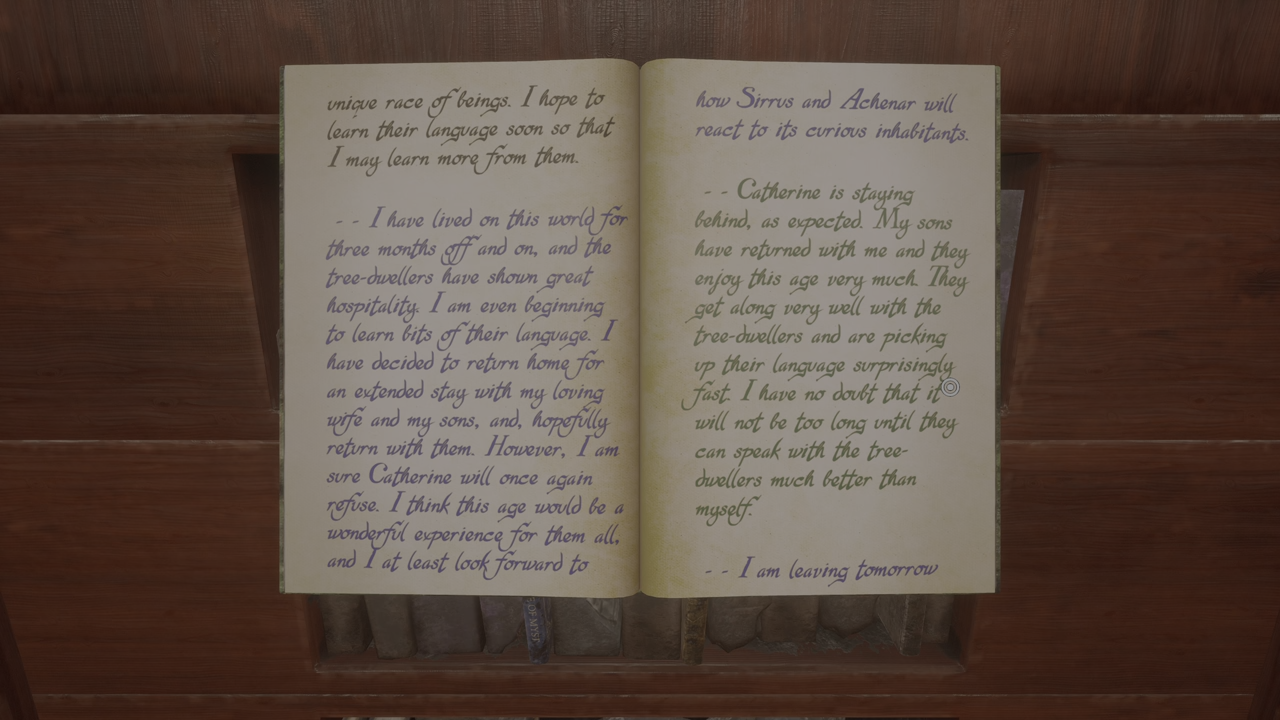 unique race of beings. I hope to
learn their language soon so that
I may learn more from them.
-- I have lived on this world for
three months off and on, and the
tree-dwellers have shown great
hospitality. I am even beginning
to learn bits of their language. I
have decided to return home for
an extended stay with my loving
wife and my sons, and, hopefully
return with them. However, I am
sure Catherine will once again
refuse. I think this age would be a
wonderful experience for them all,
and I at least look forward to
how Sirrus and Achenar will
react to its curious inhabitants.
-- Catherine is staying
behind, as expected. My sons
have returned with me and they
enjoy this age very much. They
get along very well with the
tree-dwellers and are picking
up their language surprisingly
fast. I have no doubt that it
will not be too long until they
can speak with the tree-
dwellers much better than
myself.
-- I am leaving tomorrow
OF MYST